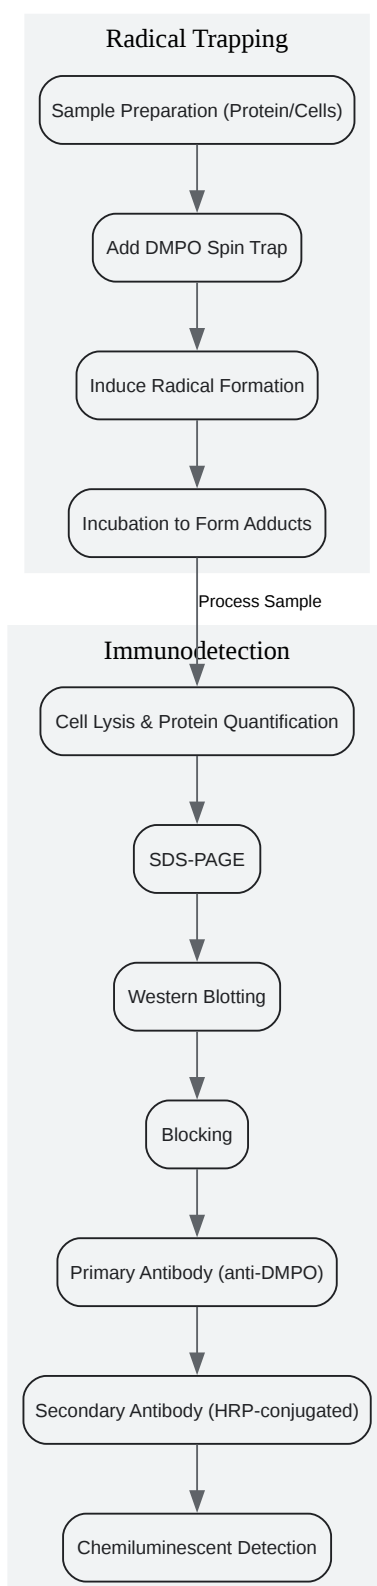 Radical Trapping
Sample Preparation (Protein/Cells)
Add DMPO Spin Trap
Induce Radical Formation
Incubation to Form Adducts
Process Sample
Immunodetection
Cell Lysis & Protein Quantification
SDS-PAGE
Western Blotting
Blocking
Primary Antibody (anti-DMPO)
Secondary Antibody (HRP-conjugated)
Chemiluminescent Detection